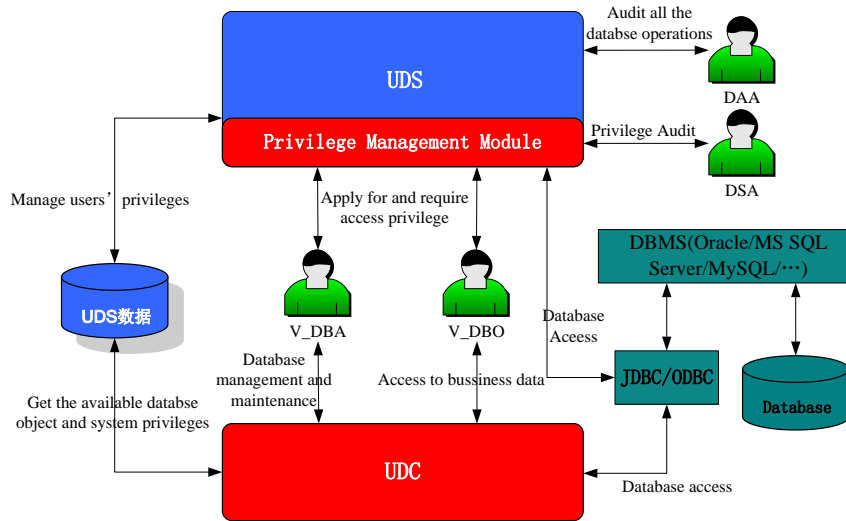 Audit all the
databse operations
UDS
DAA
Privilege Management Module
Privilege Audit
DSA
Manage users’ privileges
Apply for and require
access privilege
DBMS(Oracle/MS SQL
Server/MySQL/⋯)
UDS数据
V_DBA
V_DBO
Database
Aceess
Database
management and
maintenance
Access to bussiness data
JDBC/ODBC
Database
Get the available databse
object and system privileges
UDC
Database access